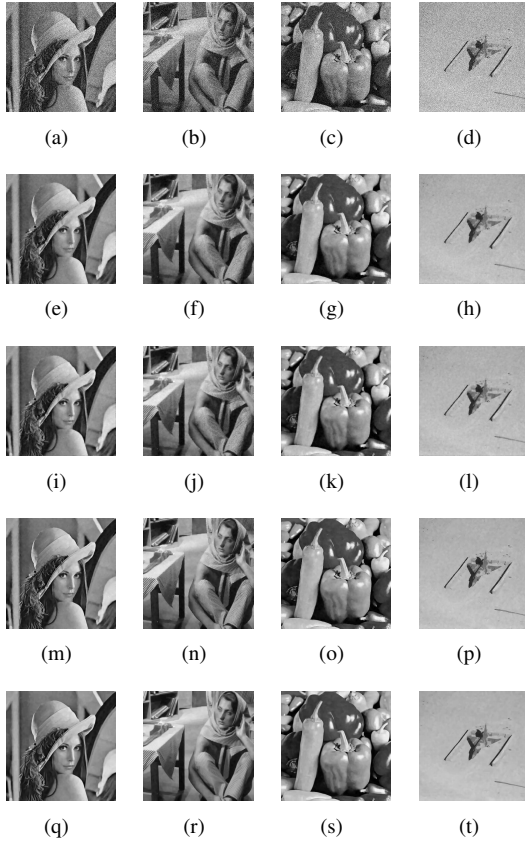 (a) (b) (c) (d)
(e) (f) (g) (h)
(i) (j) (k) (l)
(m) (n) (o) (p)
(q) (r) (s) (t)